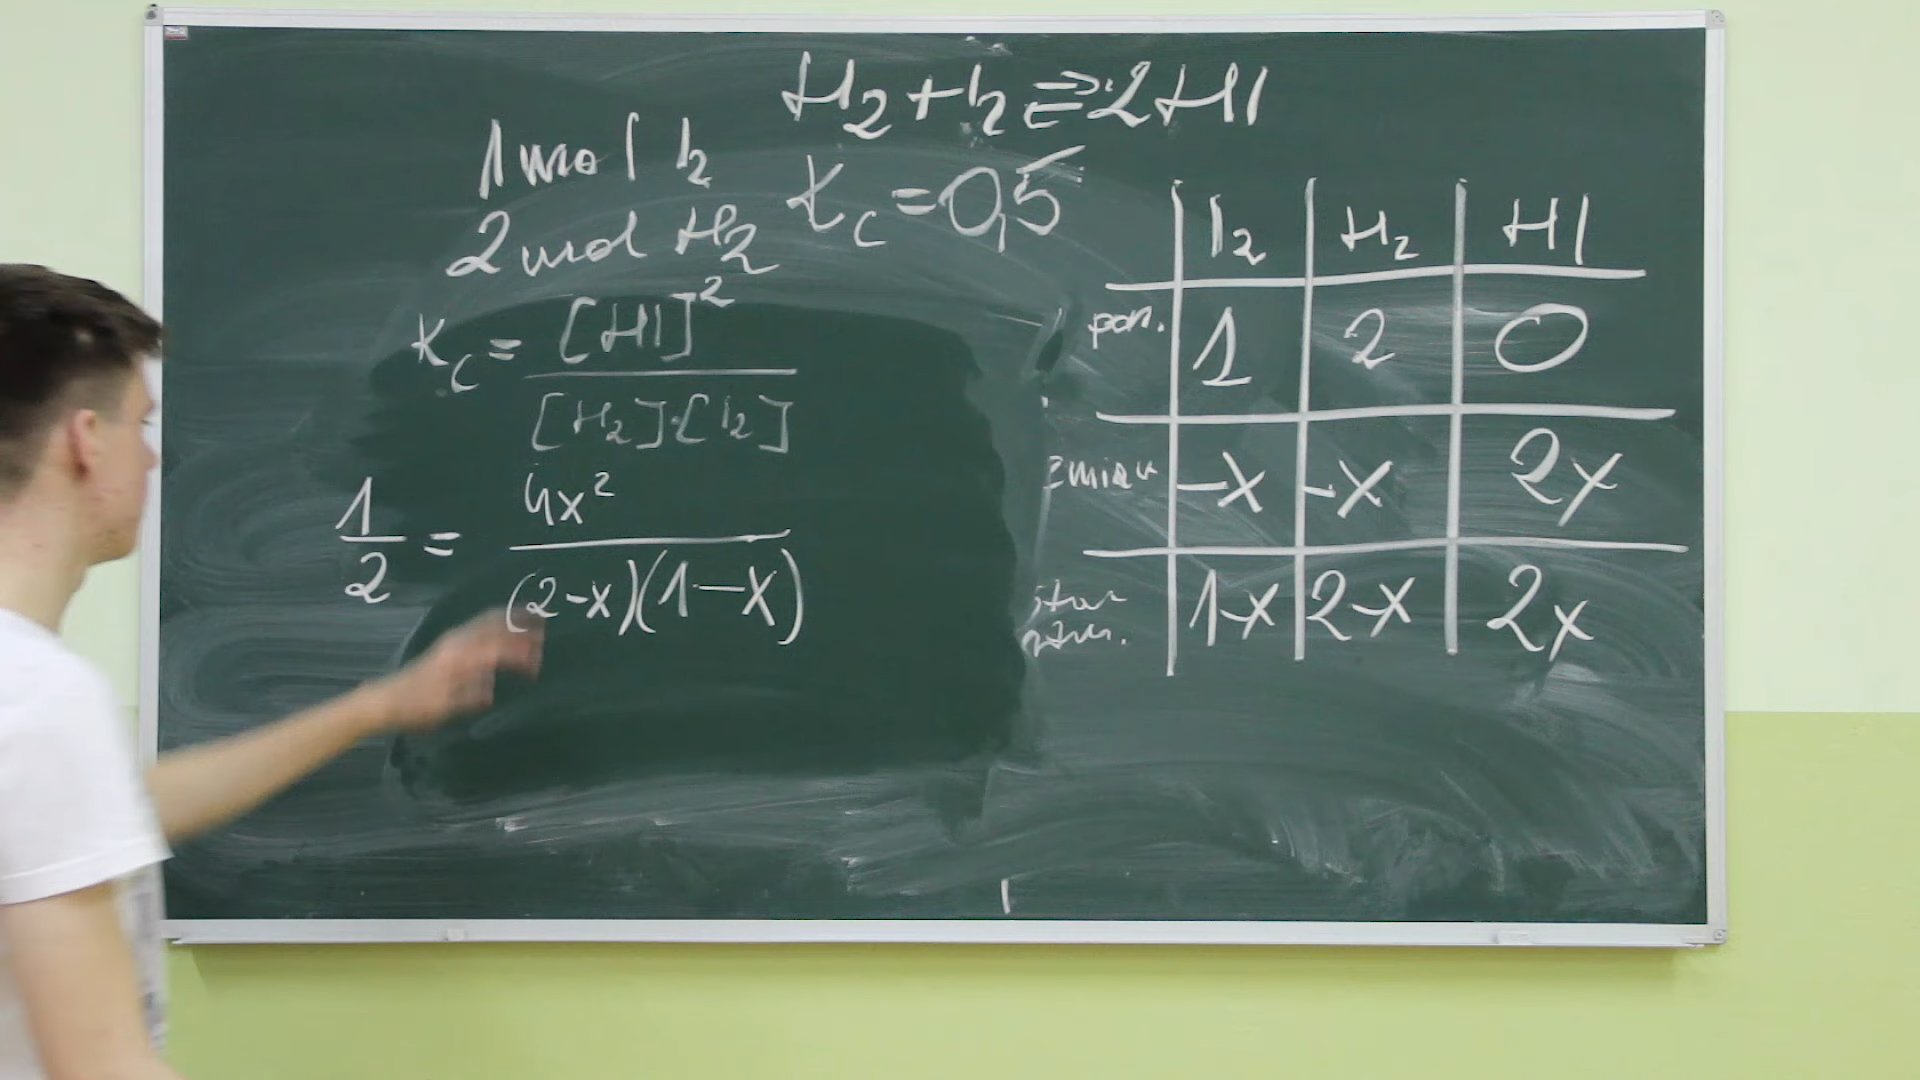 H₂ + I₂ ⇌ 2HI
1 mol I₂
2 mol H₂
Kc = 0,5
Kc = [HI]² / [H₂]·[I₂]
1/2 = 4x² / (2-x)(1-x)
I₂ | H₂ | HI
pocz. | 1 | 2 | 0
zmiana | -x | -x | 2x
stan | 1-x | 2-x | 2x